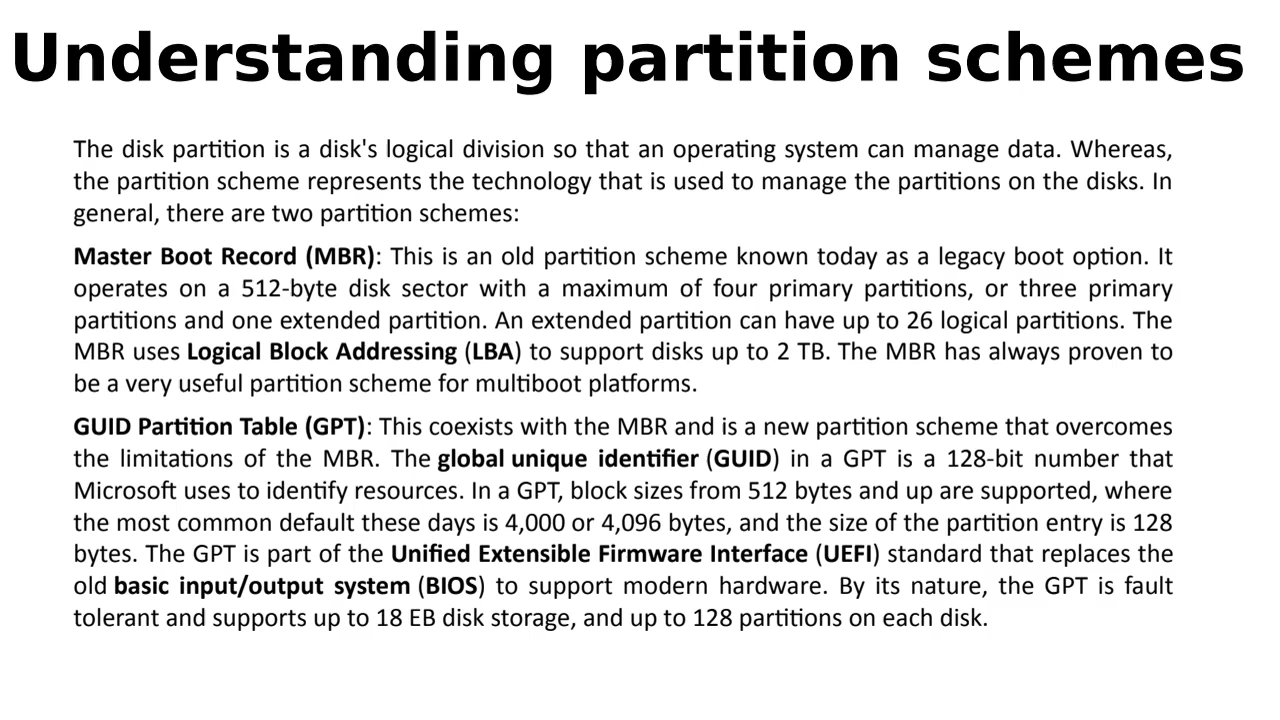 Understanding partition schemes
The disk partition is a disk's logical division so that an operating system can manage data. Whereas,
the partition scheme represents the technology that is used to manage the partitions on the disks. In
general, there are two partition schemes:
Master Boot Record (MBR): This is an old partition scheme known today as a legacy boot option. It
operates on a 512-byte disk sector with a maximum of four primary partitions, or three primary
partitions and one extended partition. An extended partition can have up to 26 logical partitions. The
MBR uses Logical Block Addressing (LBA) to support disks up to 2 TB. The MBR has always proven to
be a very useful partition scheme for multiboot platforms.
GUID Partition Table (GPT): This coexists with the MBR and is a new partition scheme that overcomes
the limitations of the MBR. The global unique identifier (GUID) in a GPT is a 128-bit number that
Microsoft uses to identify resources. In a GPT, block sizes from 512 bytes and up are supported, where
the most common default these days is 4,000 or 4,096 bytes, and the size of the partition entry is 128
bytes. The GPT is part of the Unified Extensible Firmware Interface (UEFI) standard that replaces the
old basic input/output system (BIOS) to support modern hardware. By its nature, the GPT is fault
tolerant and supports up to 18 EB disk storage, and up to 128 partitions on each disk.